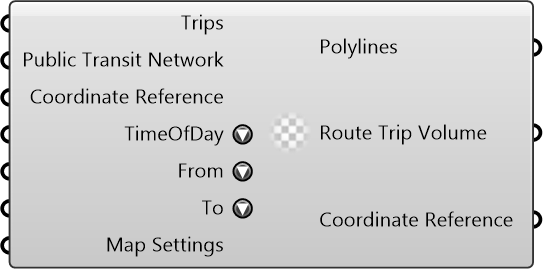 Trips
Public Transit Network
Coordinate Reference
TimeOfDay
From
To
Map Settings
Polylines
Route Trip Volume
Coordinate Reference